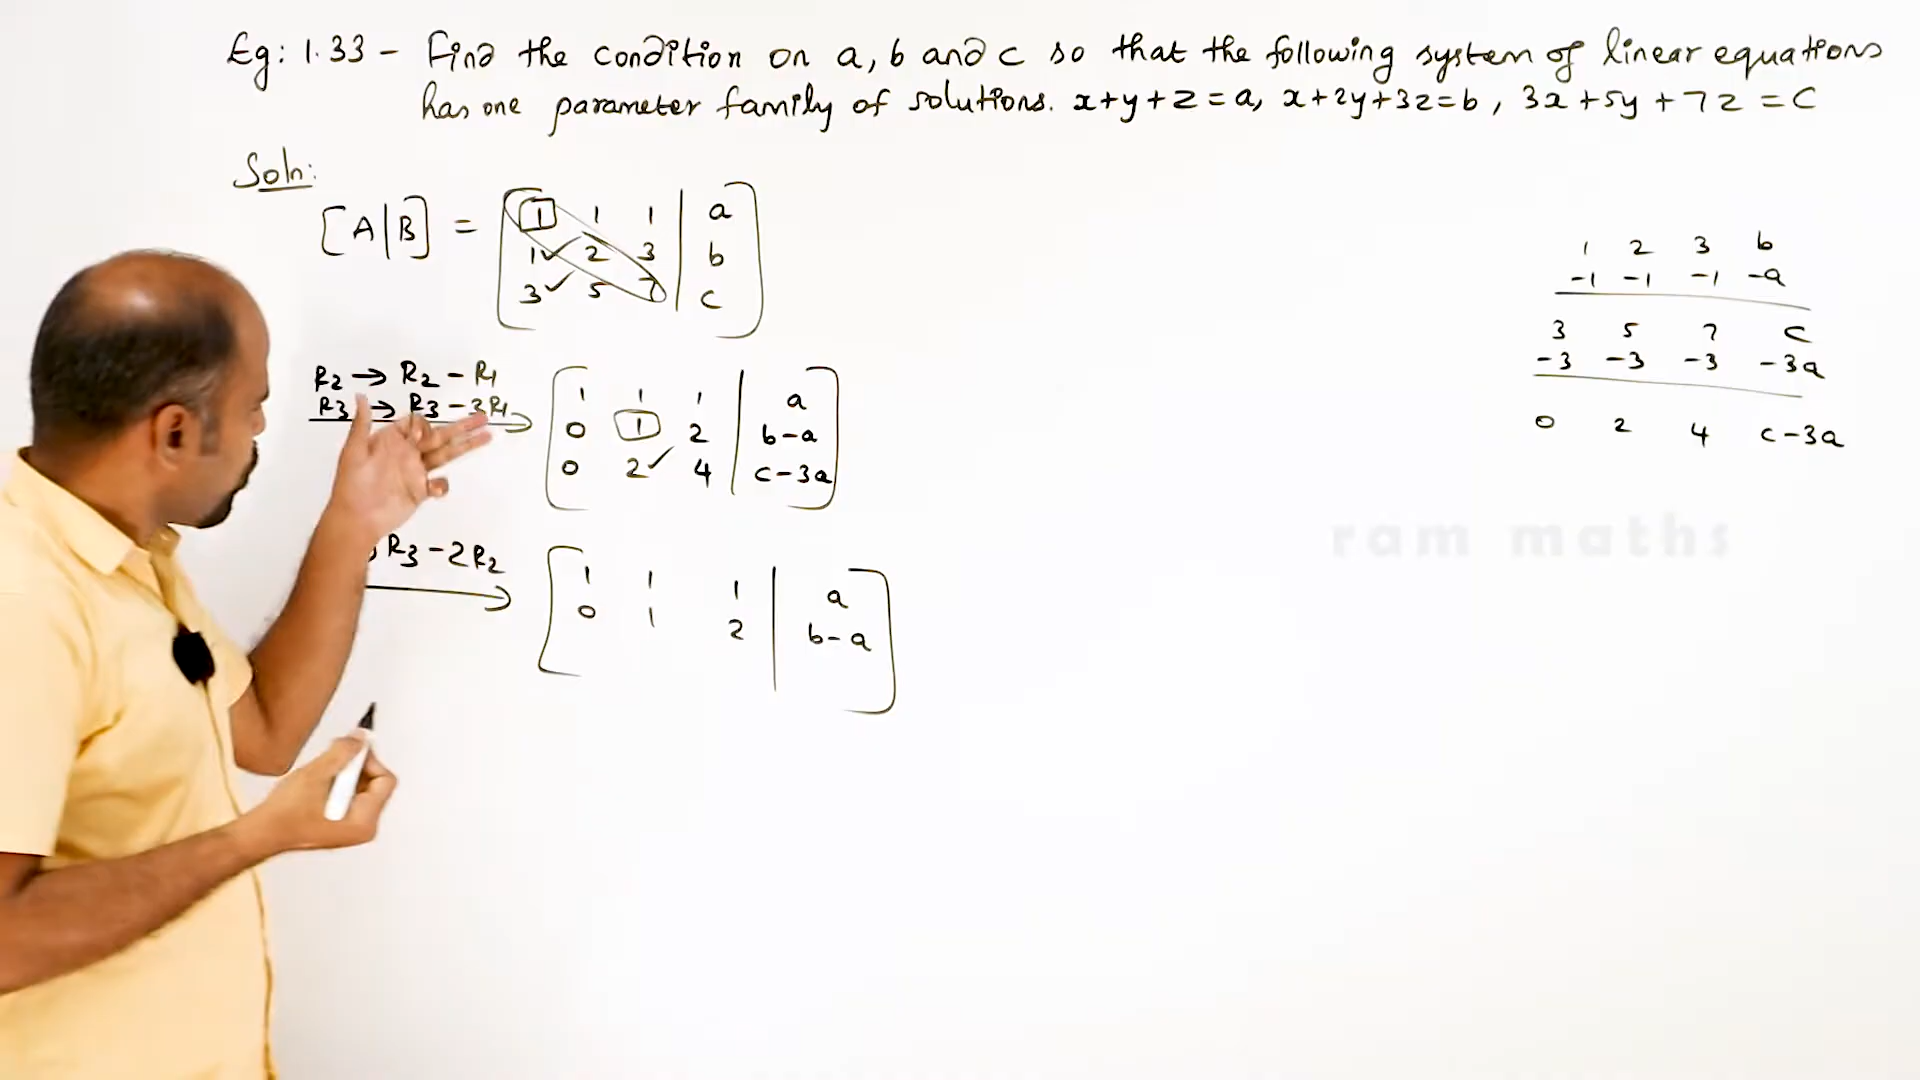 Eg: 1.33 - Find the condition on a, b and c so that the following system of linear equations
has one parameter family of solutions. x+y+z=a, x+2y+3z=b, 3x+5y+7z=c
Soln:
[A|B] = [ 1 1 1 | a
1 2 3 | b
3 5 7 | c ]
R2 → R2 - R1
R3 → R3 - 3R1
[ 1 1 1 | a
0 1 2 | b-a
0 2 4 | c-3a ]
R3 - 2R2
[ 1 1 1 | a
0 1 2 | b-a ]
1 2 3 b
-1 -1 -1 -a
3 5 7 c
-3 -3 -3 -3a
0 2 4 c-3a
ram maths